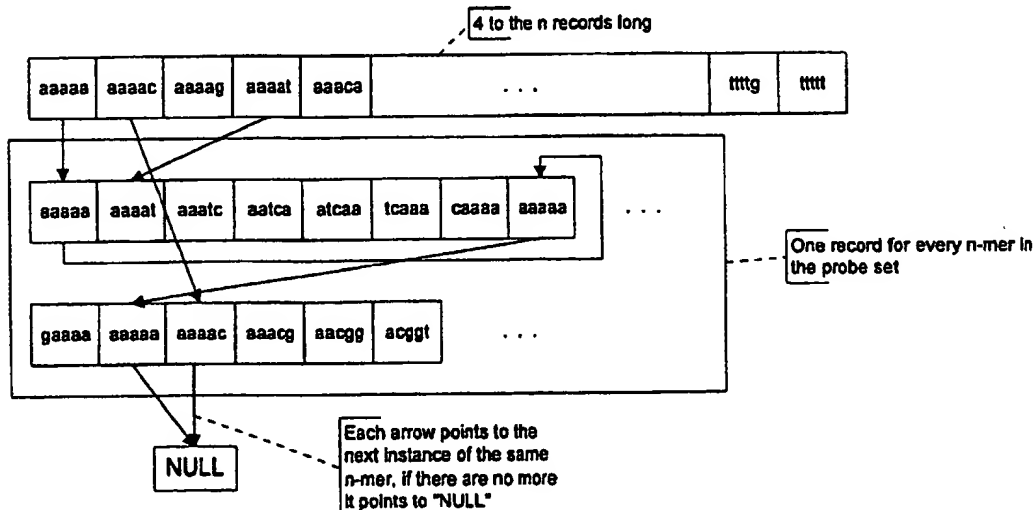 4 to the n records long
aaaaa aaaac aaaag aaaat aaaca . . . ttttg ttttt
aaaaa aaaat aaatc aatca atcaa tcaaa caaaa aaaaa . . .
One record for every n-mer in
the probe set
gaaaa aaaaa aaaac aaacg aacgg acggt . . .
Each arrow points to the
next instance of the same
n-mer, if there are no more
it points to "NULL"
NULL